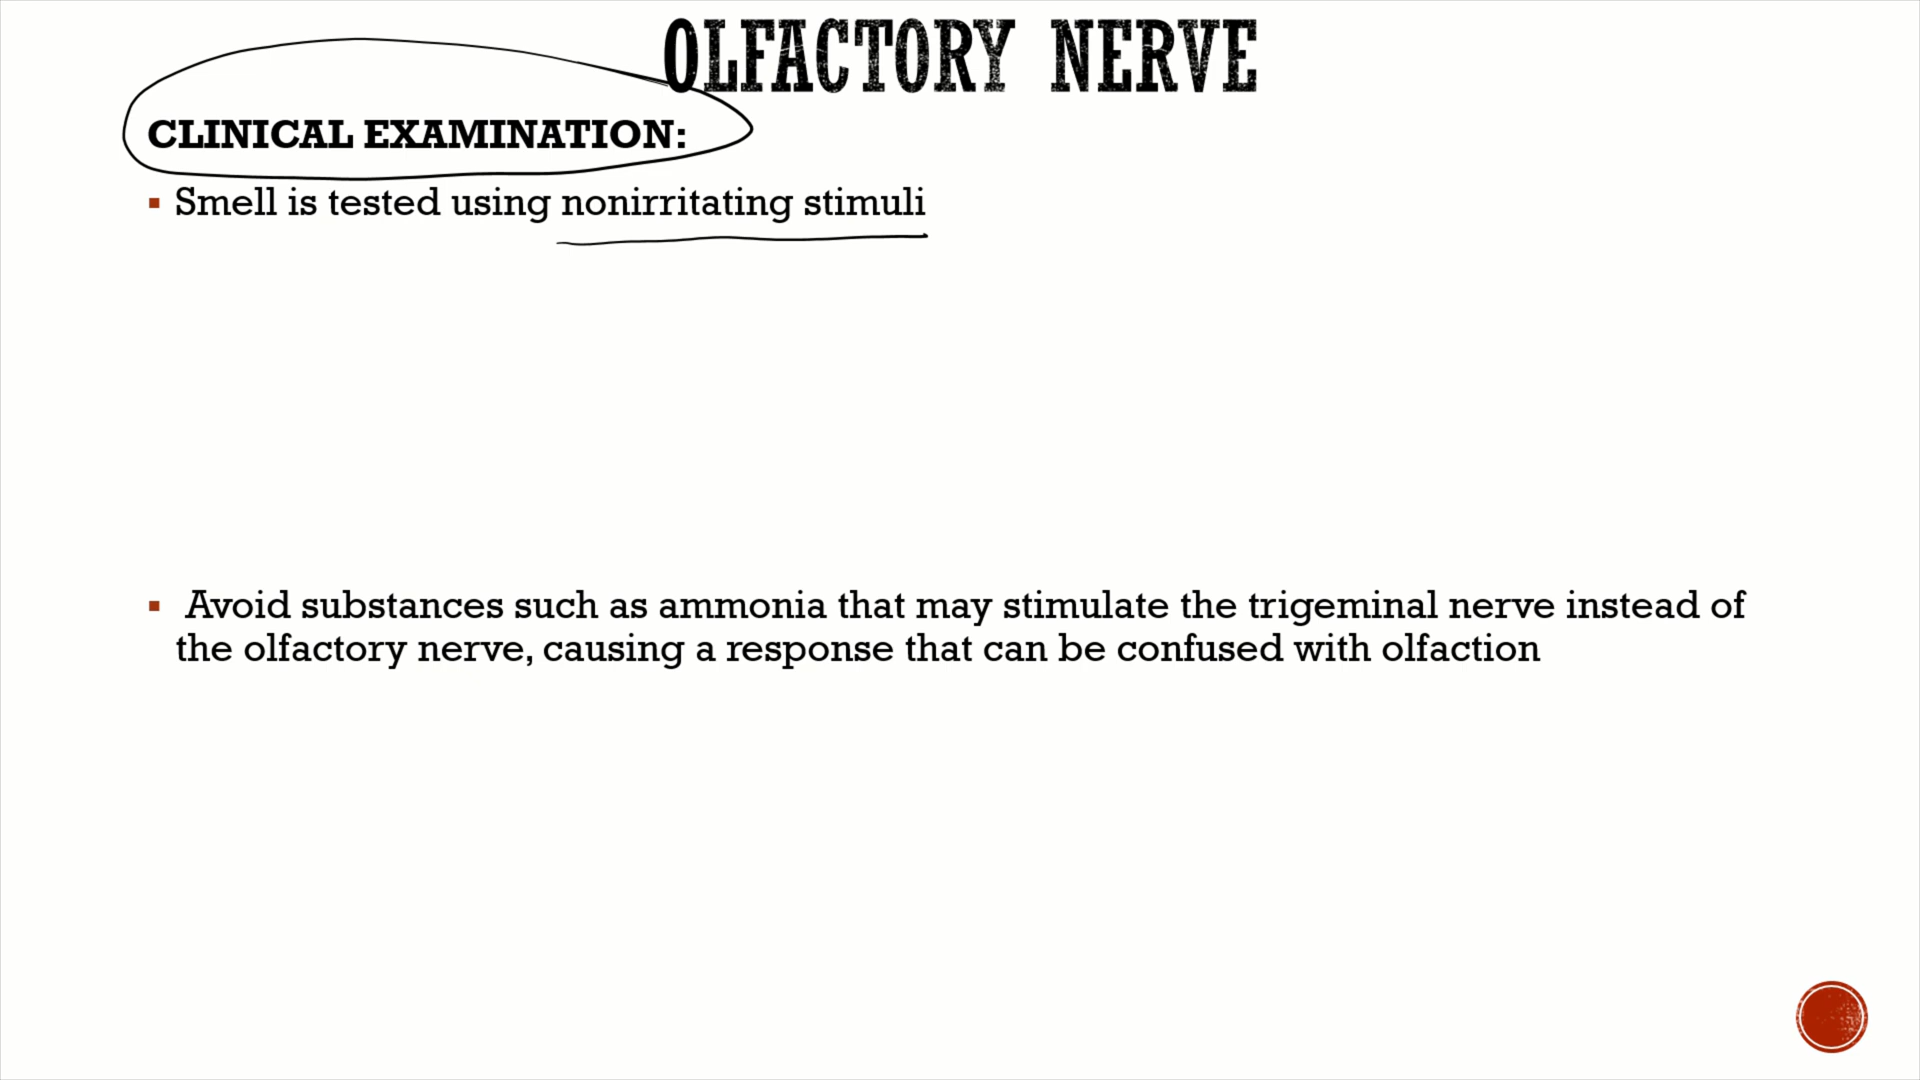 OLFACTORY NERVE
CLINICAL EXAMINATION:
▪ Smell is tested using nonirritating stimuli
▪ Avoid substances such as ammonia that may stimulate the trigeminal nerve instead of
the olfactory nerve, causing a response that can be confused with olfaction